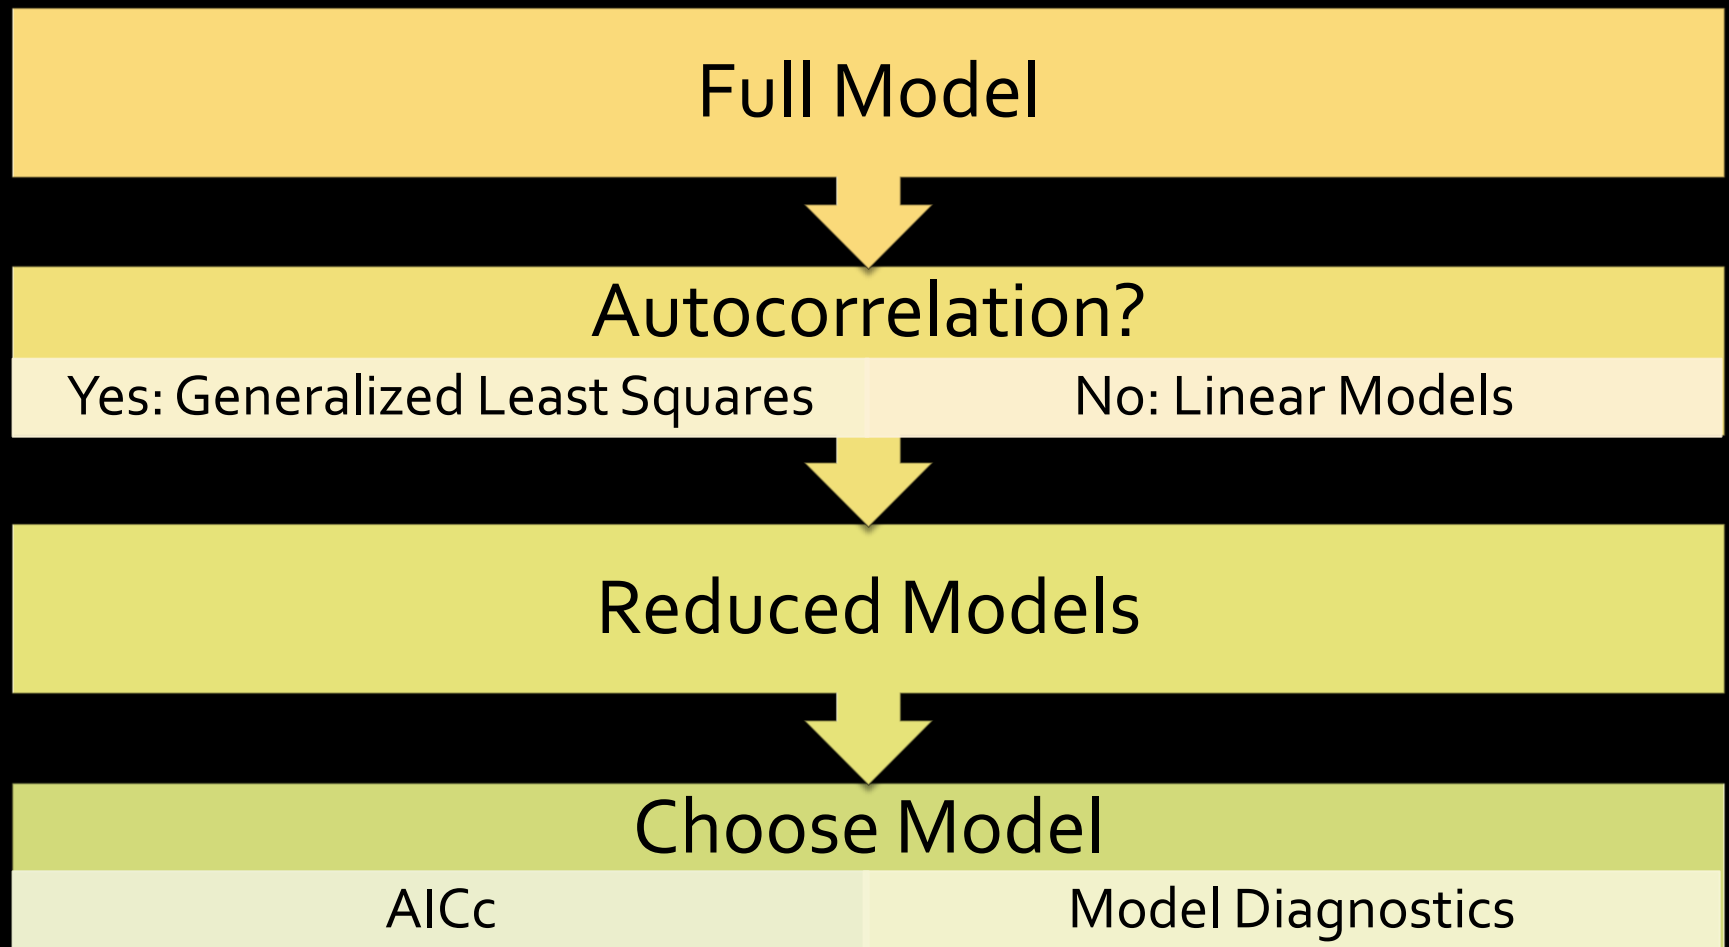 Full Model
Autocorrelation?
Yes: Generalized Least Squares
No: Linear Models
Reduced Models
Choose Model
AICc
Model Diagnostics